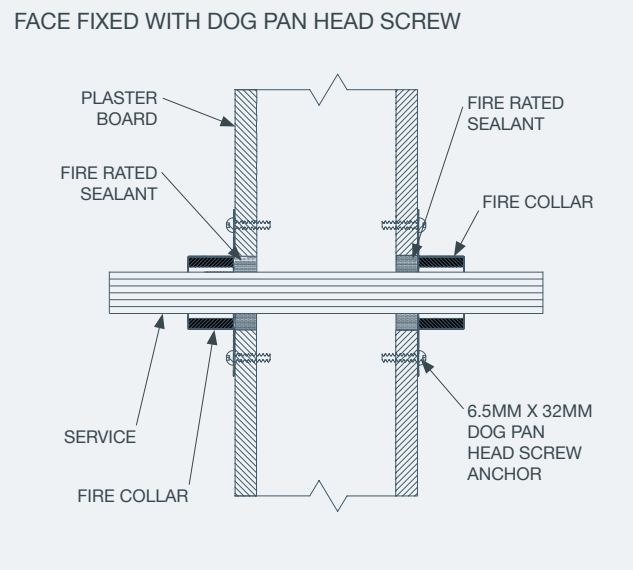 FACE FIXED WITH DOG PAN HEAD SCREW
PLASTER
BOARD
FIRE RATED
SEALANT
FIRE RATED
SEALANT
FIRE COLLAR
SERVICE
FIRE COLLAR
6.5MM X 32MM
DOG PAN
HEAD SCREW
ANCHOR